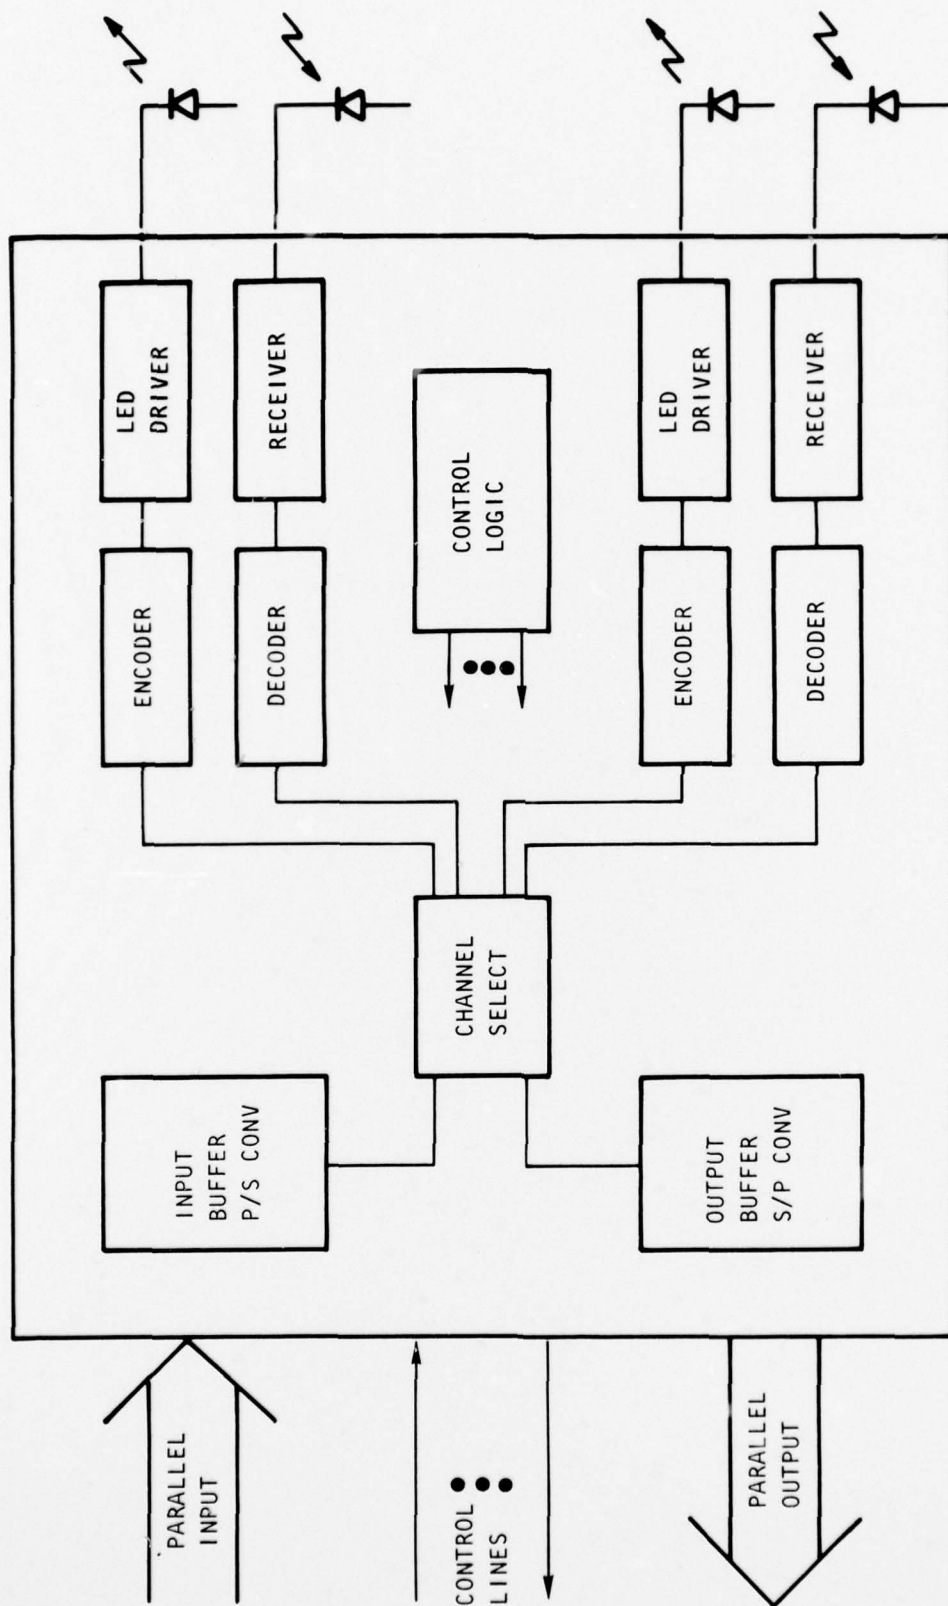 PARALLEL
INPUT
CONTROL
LINES
PARALLEL
OUTPUT
INPUT
BUFFER
P/S CONV
OUTPUT
BUFFER
S/P CONV
CHANNEL
SELECT
CONTROL
LOGIC
ENCODER
LED
DRIVER
DECODER
RECEIVER
ENCODER
LED
DRIVER
DECODER
RECEIVER